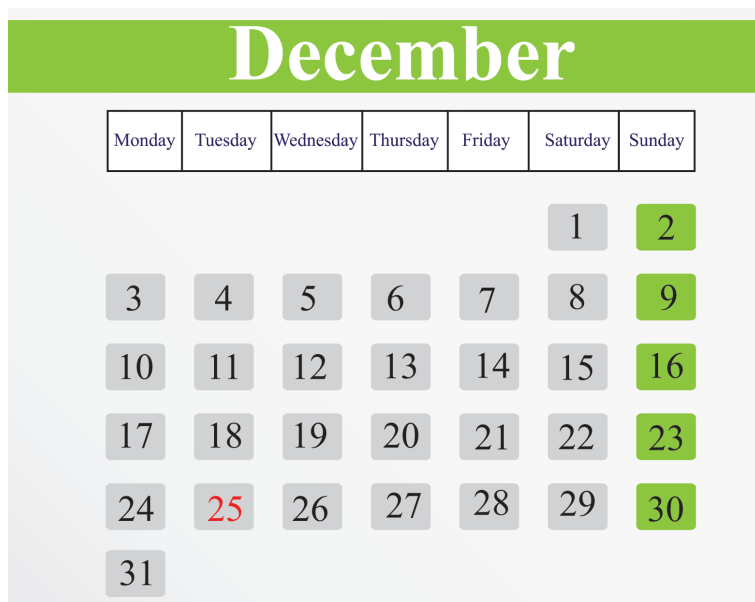 December
Monday Tuesday Wednesday Thursday Friday Saturday Sunday
1 2
3 4 5 6 7 8 9
10 11 12 13 14 15 16
17 18 19 20 21 22 23
24 25 26 27 28 29 30
31